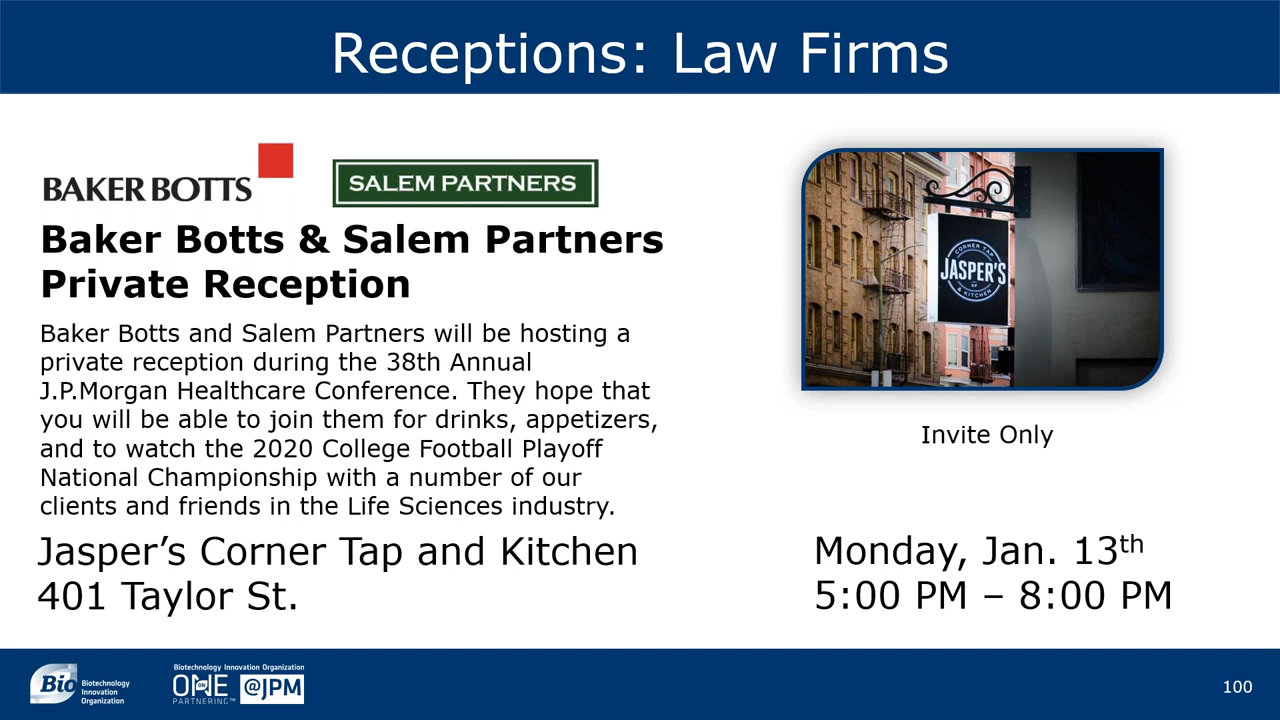 Receptions: Law Firms
BAKER BOTTS
SALEM PARTNERS
Baker Botts & Salem Partners
Private Reception
Baker Botts and Salem Partners will be hosting a
private reception during the 38th Annual
J.P.Morgan Healthcare Conference. They hope that
you will be able to join them for drinks, appetizers,
and to watch the 2020 College Football Playoff
National Championship with a number of our
clients and friends in the Life Sciences industry.
Jasper’s Corner Tap and Kitchen
401 Taylor St.
CORNER TAP
JASPER'S
SF
& KITCHEN
Invite Only
Monday, Jan. 13th
5:00 PM – 8:00 PM
Bio
Biotechnology
Innovation
Organization
Biotechnology Innovation Organization
ONE ON ONE
PARTNERING™
@JPM
100